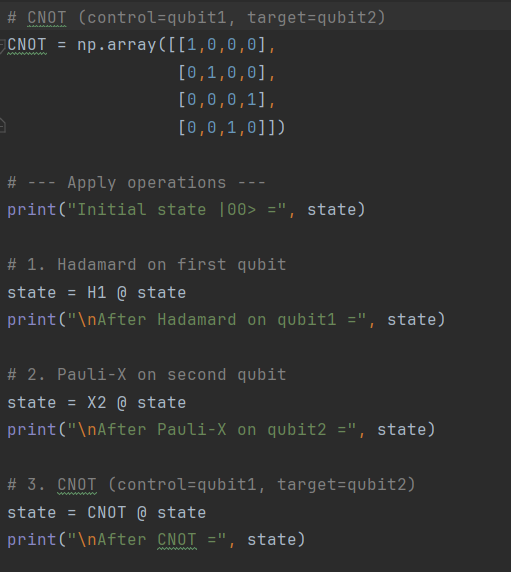 # CNOT (control=qubit1, target=qubit2)
CNOT = np.array([[1,0,0,0],
                 [0,1,0,0],
                 [0,0,0,1],
                 [0,0,1,0]])
# --- Apply operations ---
print("Initial state |00> =", state)
# 1. Hadamard on first qubit
state = H1 @ state
print("\nAfter Hadamard on qubit1 =", state)
# 2. Pauli-X on second qubit
state = X2 @ state
print("\nAfter Pauli-X on qubit2 =", state)
# 3. CNOT (control=qubit1, target=qubit2)
state = CNOT @ state
print("\nAfter CNOT =", state)